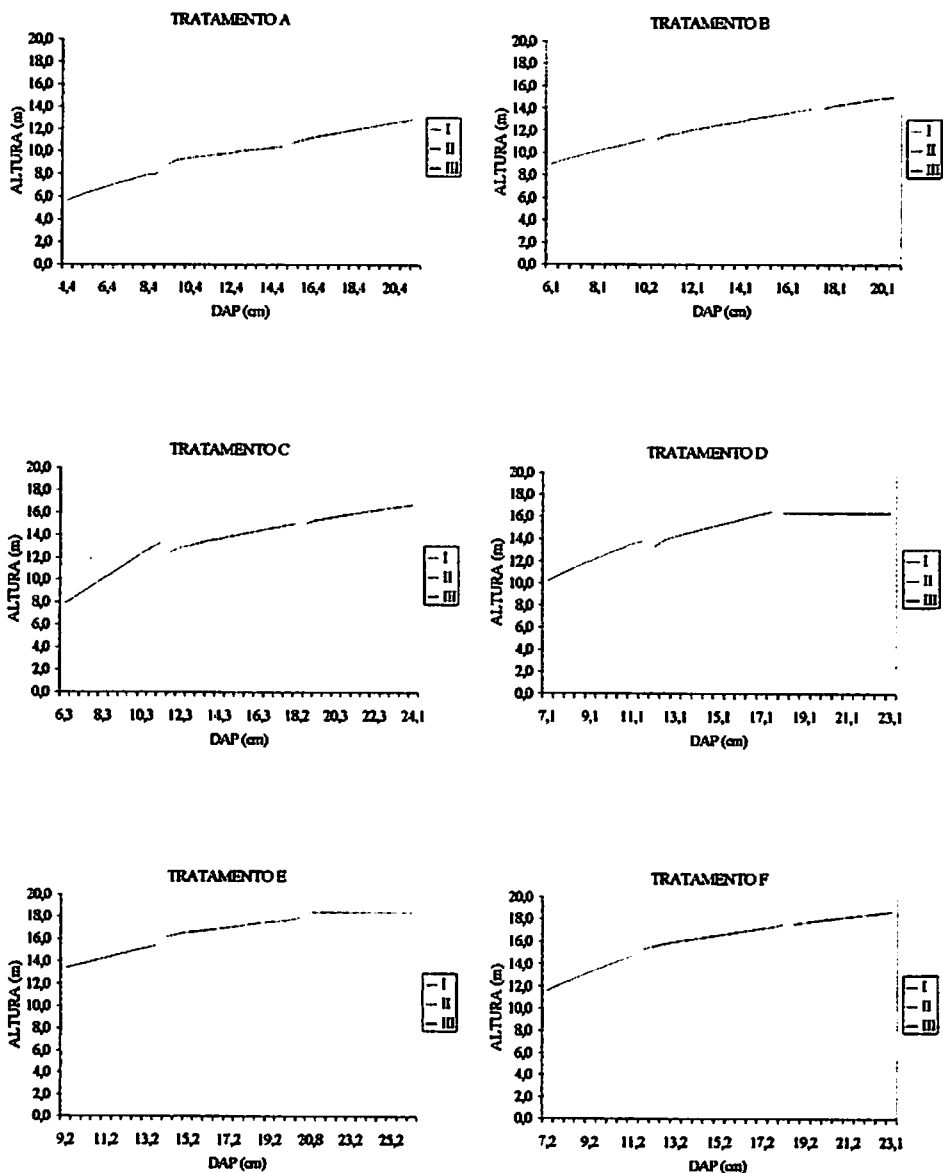 TRATAMENTO A
20,0
18,0
16,0
14,0
12,0
10,0
8,0
6,0
4,0
2,0
0,0
ALTURA (m)
4,4 6,4 8,4 10,4 12,4 14,4 16,4 18,4 20,4
DAP (cm)
I
II
III
TRATAMENTO B
20,0
18,0
16,0
14,0
12,0
10,0
8,0
6,0
4,0
2,0
0,0
ALTURA (m)
6,1 8,1 10,2 12,1 14,1 16,1 18,1 20,1
DAP (cm)
I
II
III
TRATAMENTO C
20,0
18,0
16,0
14,0
12,0
10,0
8,0
6,0
4,0
2,0
0,0
ALTURA (m)
6,3 8,3 10,3 12,3 14,3 16,3 18,2 20,3 22,3 24,1
DAP (cm)
I
II
III
TRATAMENTO D
20,0
18,0
16,0
14,0
12,0
10,0
8,0
6,0
4,0
2,0
0,0
ALTURA (m)
7,1 9,1 11,1 13,1 15,1 17,1 19,1 21,1 23,1
DAP (cm)
I
II
III
TRATAMENTO E
20,0
18,0
16,0
14,0
12,0
10,0
8,0
6,0
4,0
2,0
0,0
ALTURA (m)
9,2 11,2 13,2 15,2 17,2 19,2 20,8 23,2 25,2
DAP (cm)
I
II
III
TRATAMENTO F
20,0
18,0
16,0
14,0
12,0
10,0
8,0
6,0
4,0
2,0
0,0
ALTURA (m)
7,2 9,2 11,2 13,2 15,2 17,2 19,2 21,2 23,1
DAP (cm)
I
II
III